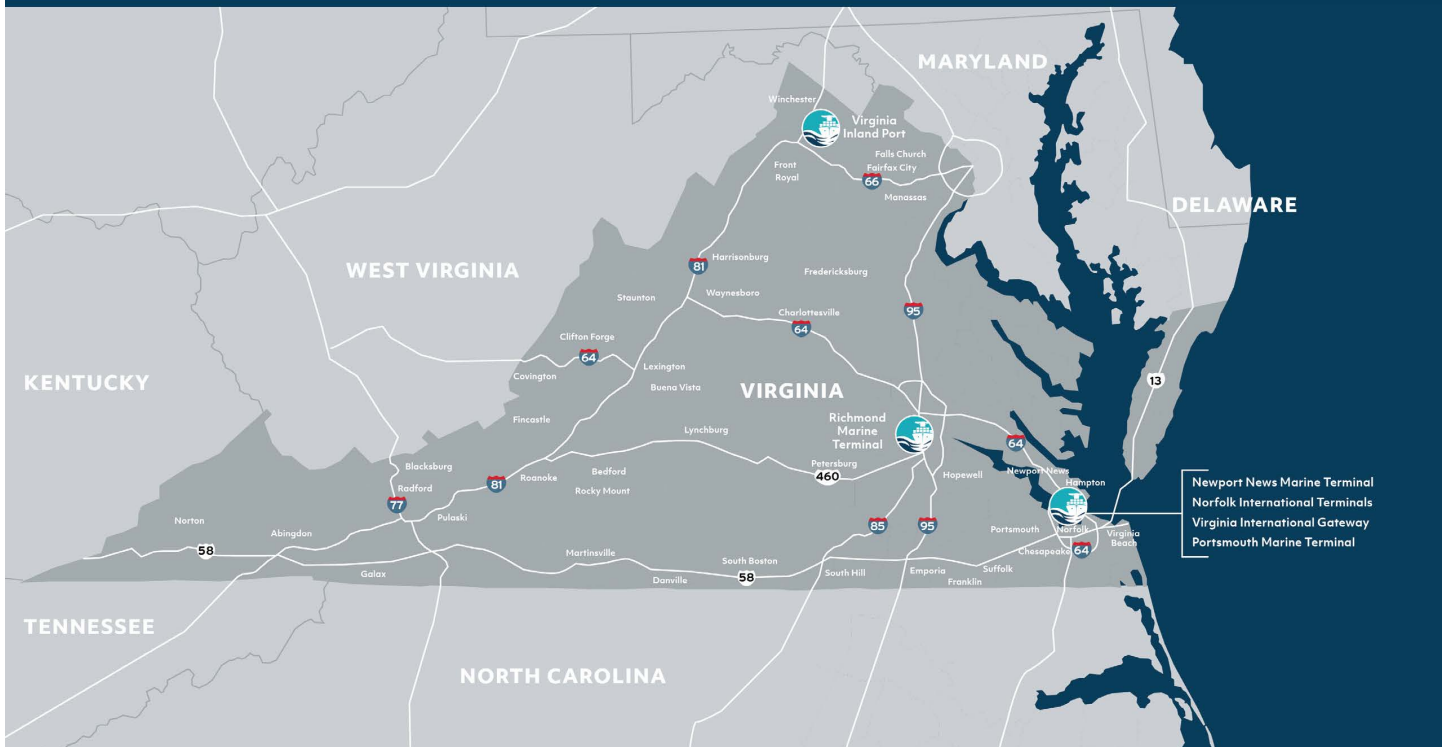 MARYLAND
Winchester
Virginia
Inland Port
Falls Church
Fairfax City
Front
Royal
66
Manassas
DELAWARE
WEST VIRGINIA
81
Harrisonburg
Fredericksburg
Staunton
Waynesboro
Charlottesville
95
64
Clifton Forge
64
Covington
Lexington
Buena Vista
KENTUCKY
VIRGINIA
13
Fincastle
Lynchburg
Richmond
Marine
Terminal
64
Blacksburg
Radford
81
Roanoke
Bedford
Rocky Mount
Petersburg
460
Hopewell
Newport News
Hampton
77
Pulaski
Norton
Abingdon
58
Galax
Martinsville
Danville
South Boston
58
85
95
South Hill
Emporia
Franklin
Suffolk
Portsmouth
Norfolk
Chesapeake
64
Virginia
Beach
Newport News Marine Terminal
Norfolk International Terminals
Virginia International Gateway
Portsmouth Marine Terminal
TENNESSEE
NORTH CAROLINA